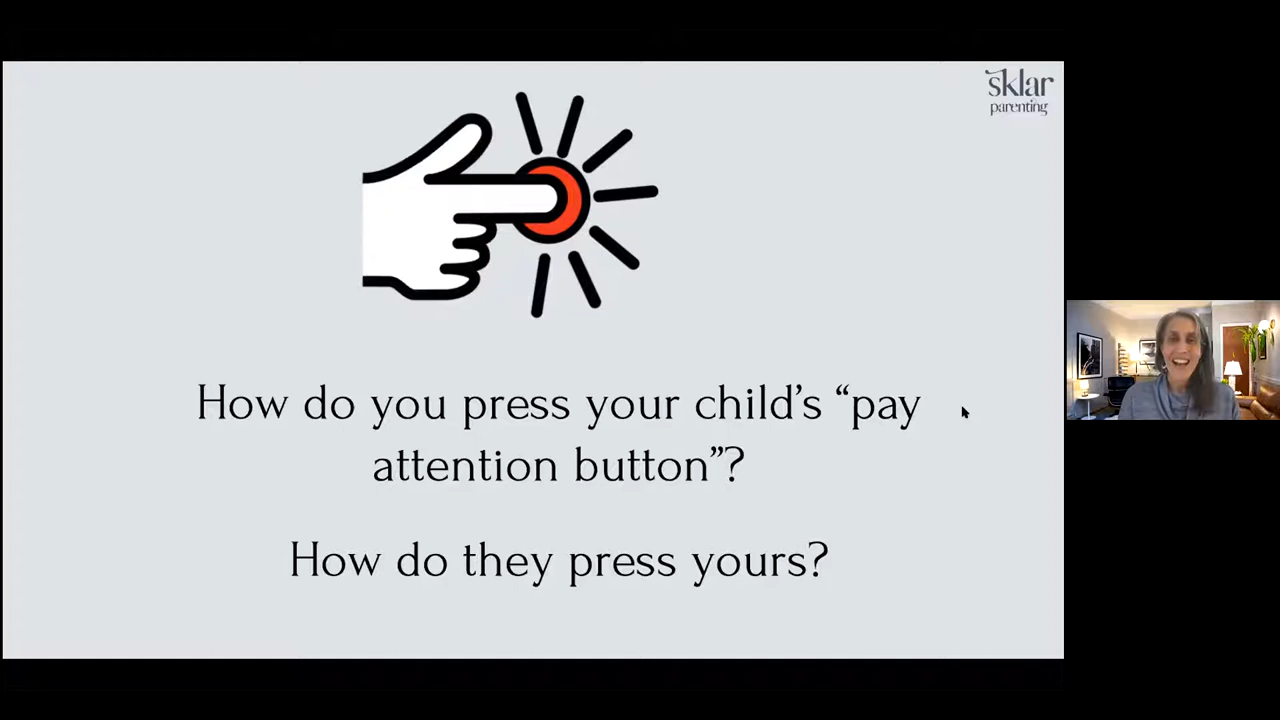 sklar
parenting
How do you press your child’s “pay
attention button”?
How do they press yours?